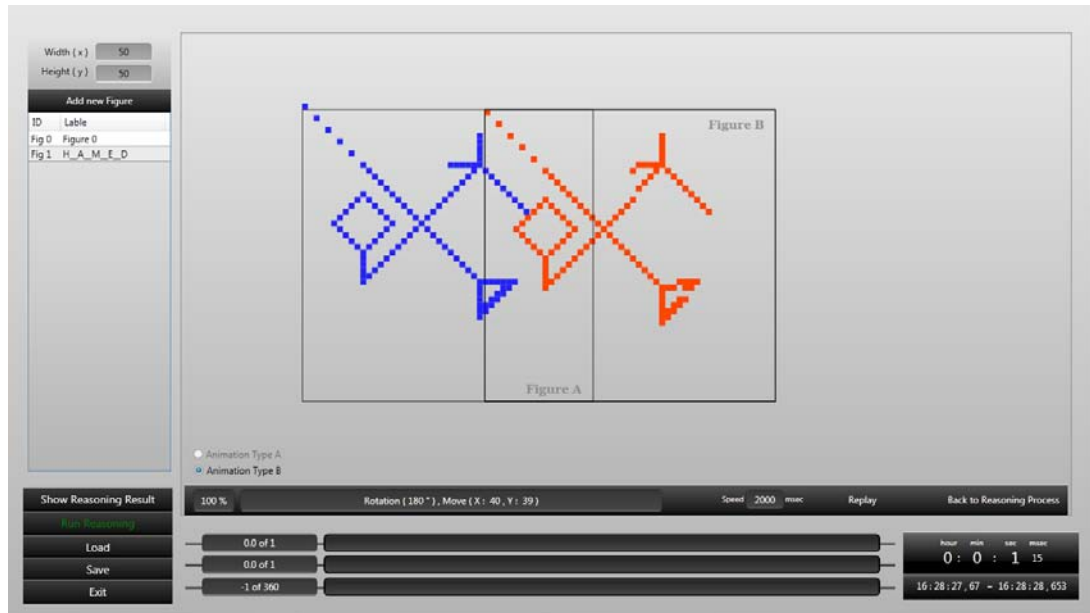 Width ( x ) 50
Height ( y ) 50
Add new Figure
ID Lable
Fig 0 Figure 0
Fig 1 H_A_M_E_D
Figure B
Figure A
Animation Type A
Animation Type B
100 % Rotation ( 180 ° ) , Move ( X : 40 , Y : 39 ) Speed 2000 msec Replay Back to Reasoning Process
Show Reasoning Result
Run Reasoning
Load
Save
Exit
0.0 of 1
0.0 of 1
-1 of 360
hour min sec msec
0 : 0 : 1 15
16:28:27,67 - 16:28:28,653